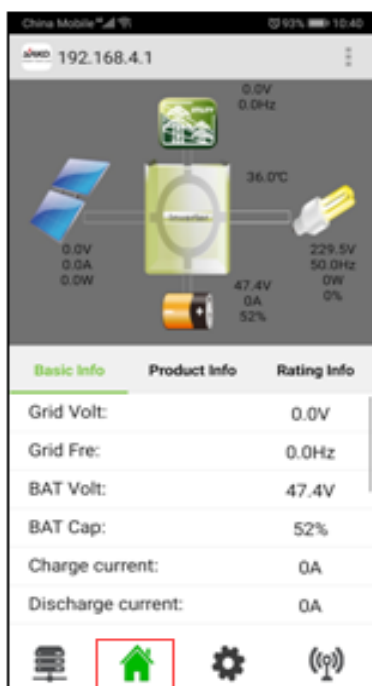 China Mobile 93% 10:40
192.168.4.1
0.0V
0.0Hz
UTILITY
36.0℃
Inverter
0.0V
0.0A
0.0W
229.5V
50.0Hz
0W
0%
47.4V
0A
52%
Basic Info Product Info Rating Info
Grid Volt: 0.0V
Grid Fre: 0.0Hz
BAT Volt: 47.4V
BAT Cap: 52%
Charge current: 0A
Discharge current: 0A